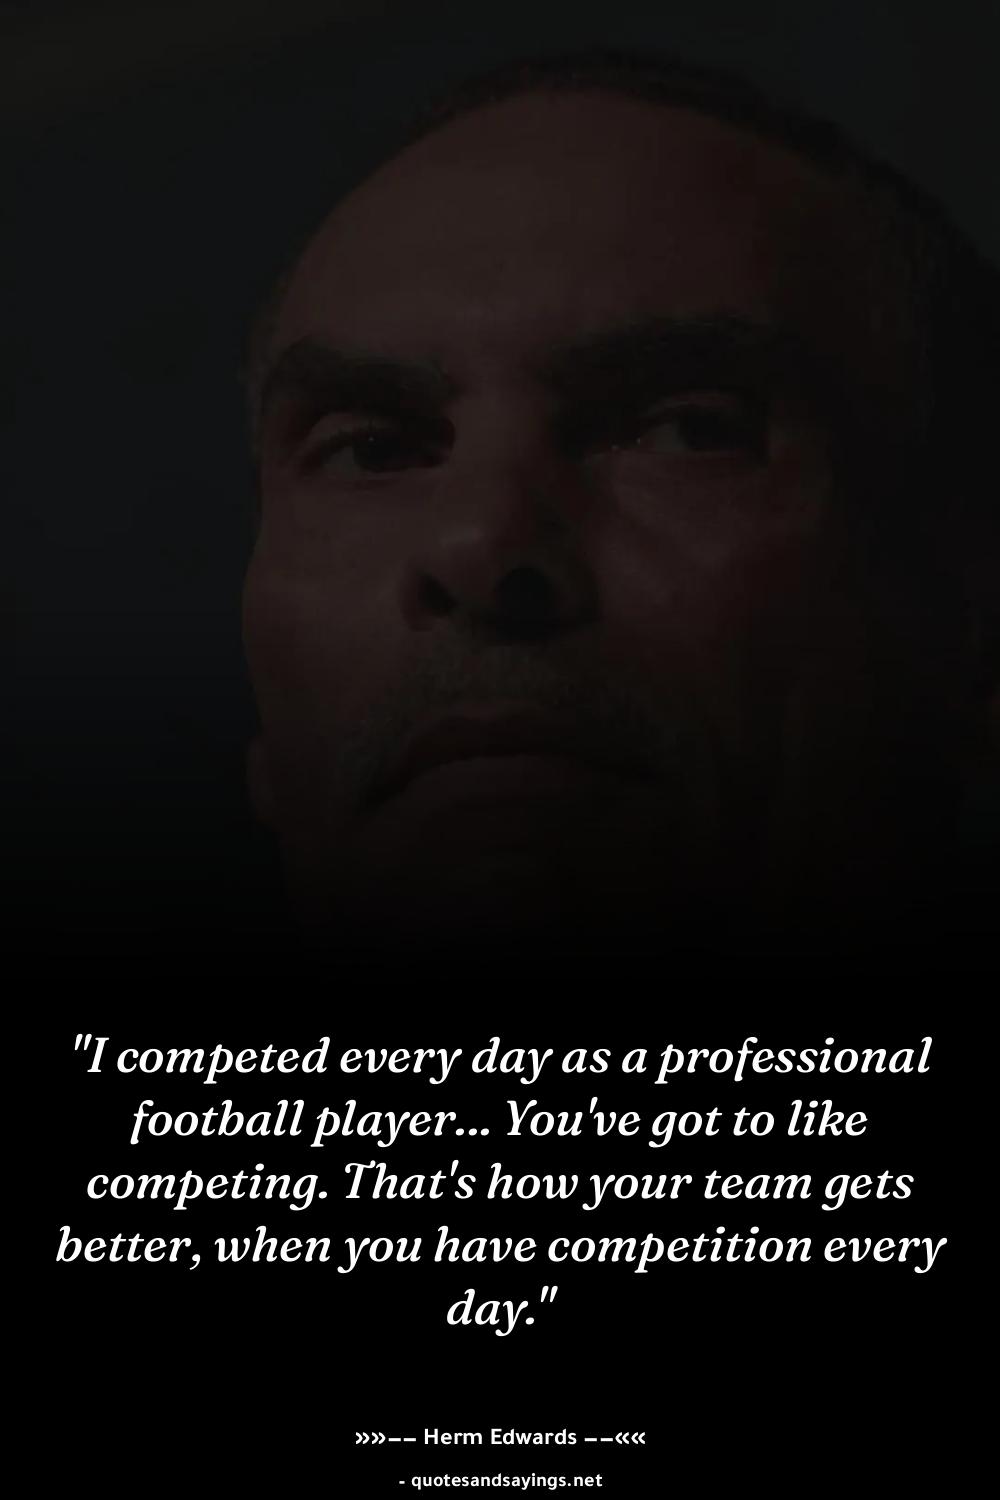 "I competed every day as a professional
football player... You've got to like
competing. That's how your team gets
better, when you have competition every
day."
»»–– Herm Edwards ––««
- quotesandsayings.net